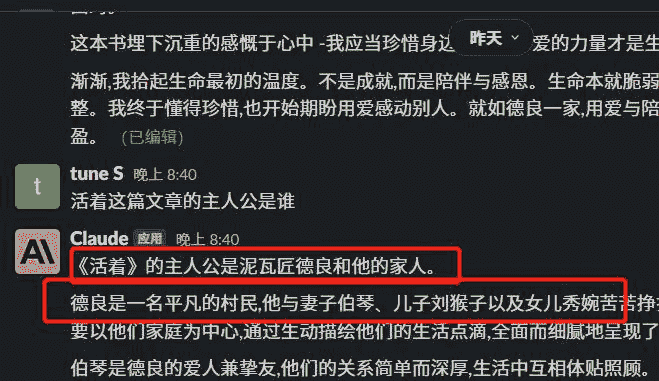 这本书埋下沉重的感慨于心中 -我应当珍惜身边
昨天
爱的力量才是生
渐渐,我拾起生命最初的温度。不是成就,而是陪伴与感恩。生命本就脆弱
整。我终于懂得珍惜,也开始期盼用爱感动别人。就如德良一家,用爱与陪
盈。 (已编辑)
tune S 晚上 8:40
t
活着这篇文章的主人公是谁
Claude 应用 晚上 8:40
《活着》的主人公是泥瓦匠德良和他的家人。
德良是一名平凡的村民,他与妻子伯琴、儿子刘猴子以及女儿秀婉苦苦挣扎
要以他们家庭为中心,通过生动描绘他们的生活点滴,全面而细腻地呈现了
伯琴是德良的爱人兼挚友,他们的关系简单而深厚,生活中互相体贴照顾。